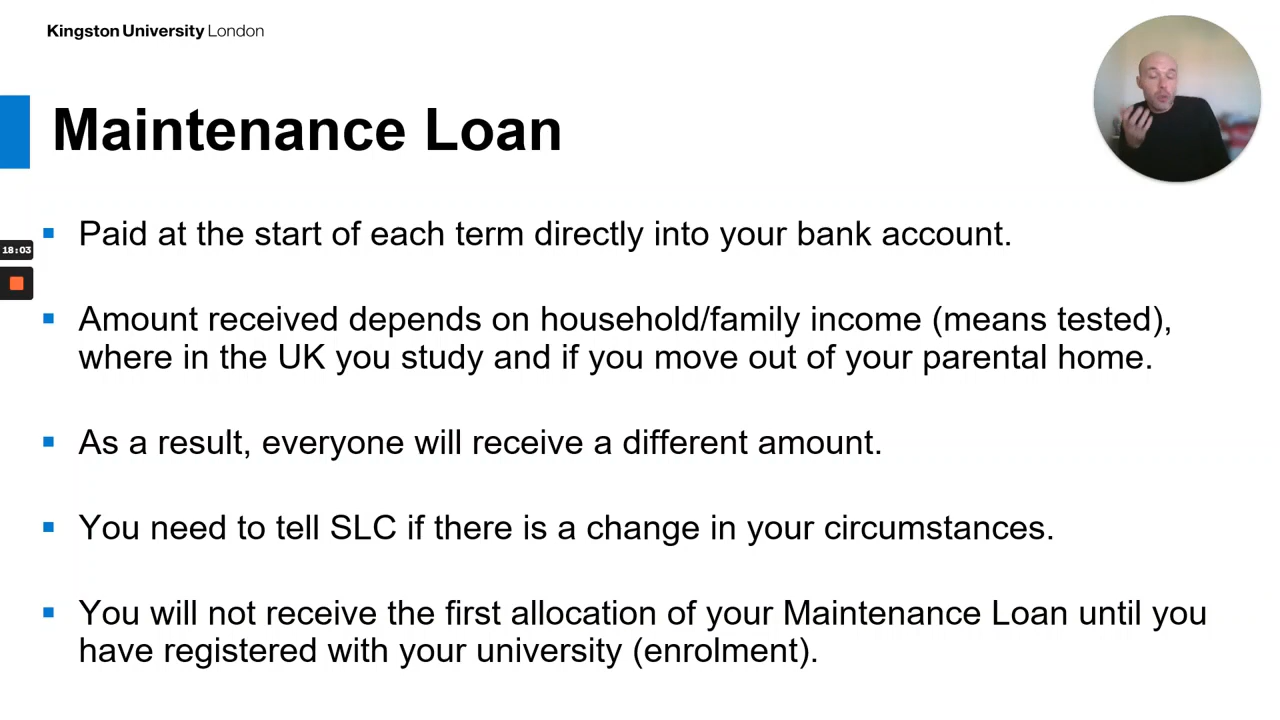 Kingston University London
Maintenance Loan
Paid at the start of each term directly into your bank account.
18:03
Amount received depends on household/family income (means tested),
where in the UK you study and if you move out of your parental home.
As a result, everyone will receive a different amount.
You need to tell SLC if there is a change in your circumstances.
You will not receive the first allocation of your Maintenance Loan until you
have registered with your university (enrolment).